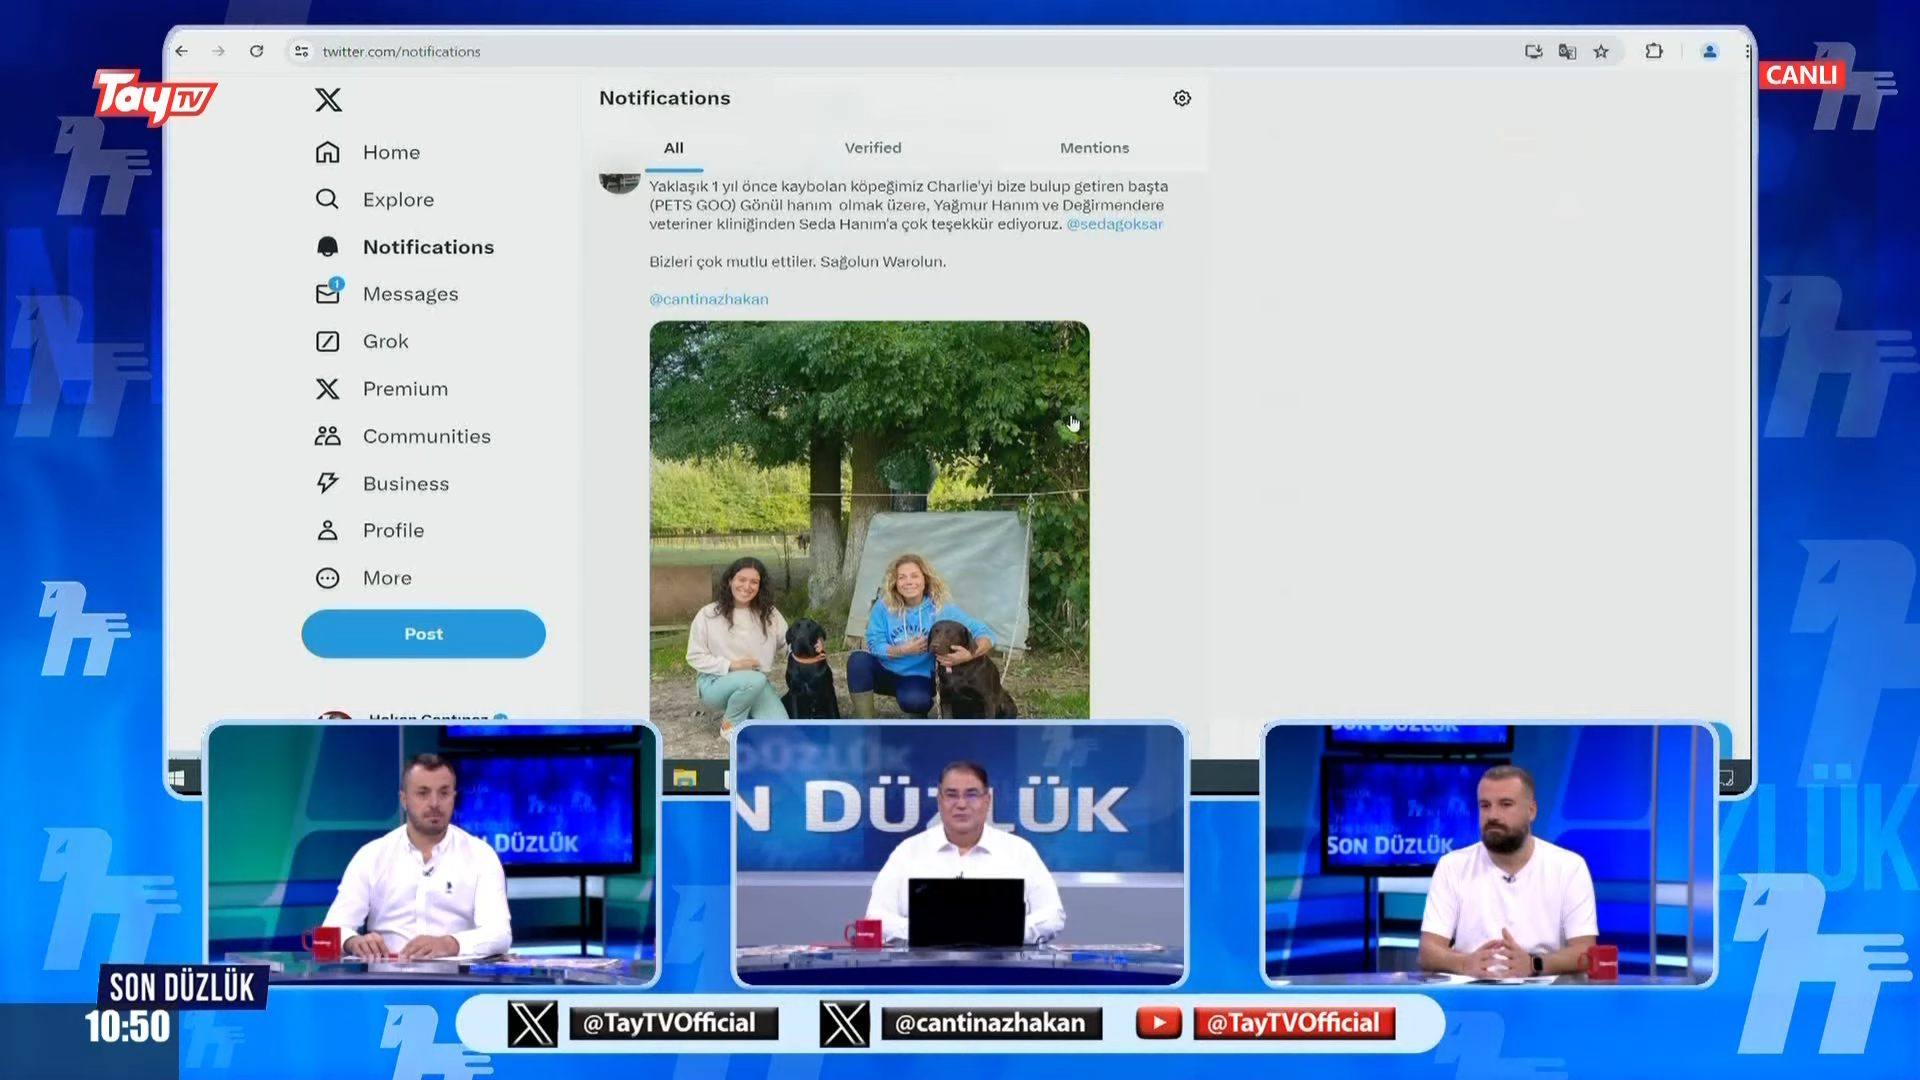 twitter.com/notifications
Tay TV
CANLI
Notifications
All
Verified
Mentions
Home
Explore
Notifications
1
Messages
Grok
Premium
Communities
Business
Profile
More
Post
Yaklaşık 1 yıl önce kaybolan köpeğimiz Charlie'yi bize bulup getiren başta
(PETS GOO) Gönül hanım olmak üzere, Yağmur Hanım ve Değirmendere
veteriner kliniğinden Seda Hanım'a çok teşekkür ediyoruz. @sedagoksar
Bizleri çok mutlu ettiler. Sağolun Warolun.
@cantinazhakan
N DÜZLÜK
DÜZLÜK
SON DÜZLÜK
SON DÜZLÜK
10:50
@TayTVOfficial
@cantinazhakan
@TayTVOfficial